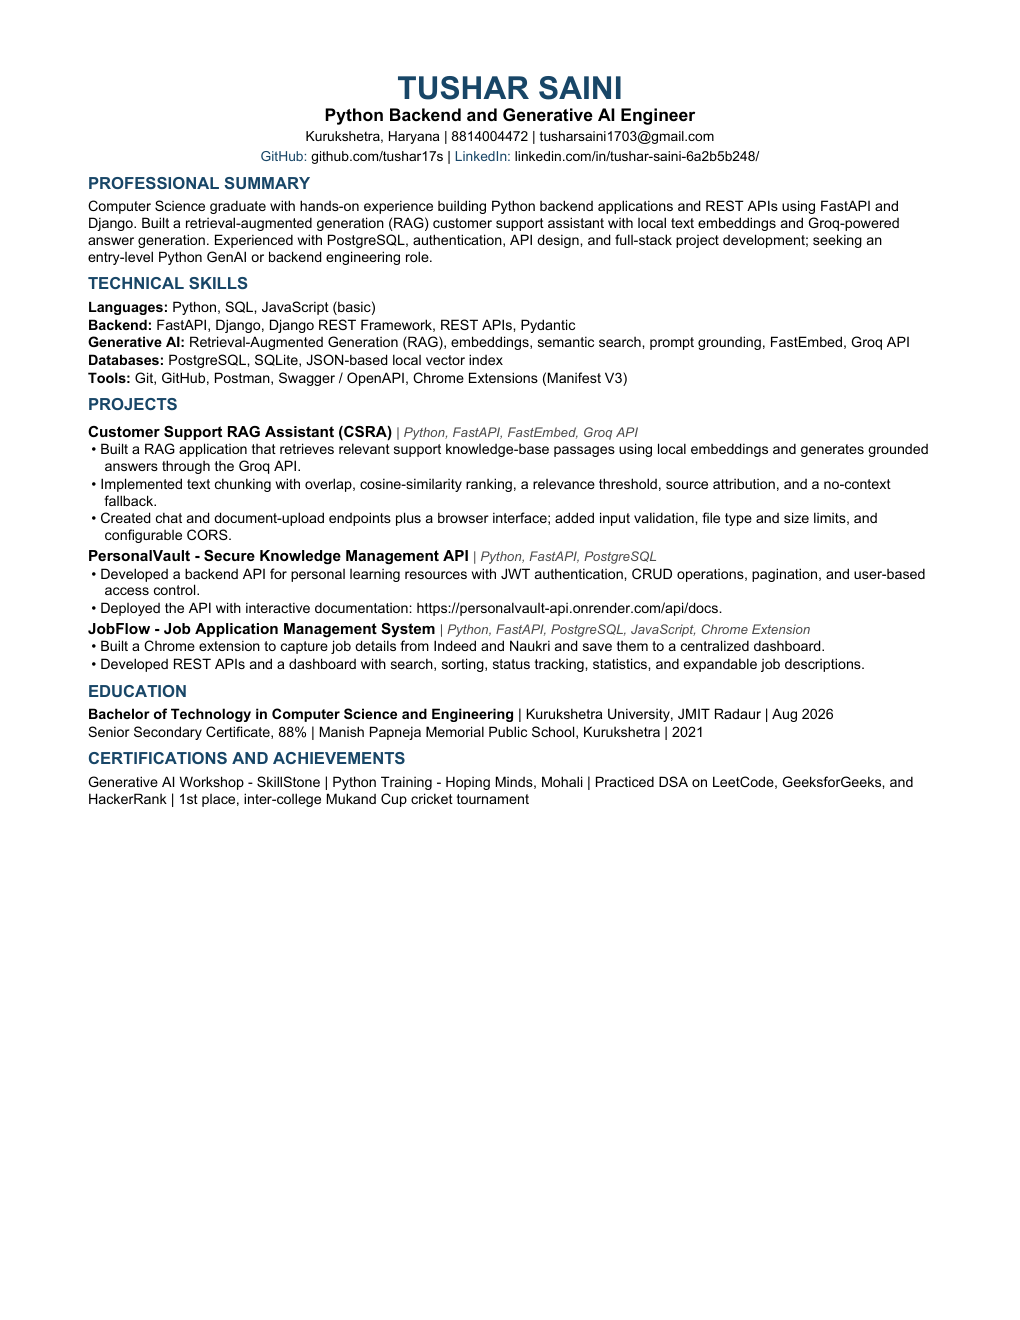 TUSHAR SAINI
Python Backend and Generative AI Engineer
Kurukshetra, Haryana | 8814004472 | tusharsaini1703@gmail.com
GitHub: github.com/tushar17s | LinkedIn: linkedin.com/in/tushar-saini-6a2b5b248/
PROFESSIONAL SUMMARY
Computer Science graduate with hands-on experience building Python backend applications and REST APIs using FastAPI and
Django. Built a retrieval-augmented generation (RAG) customer support assistant with local text embeddings and Groq-powered
answer generation. Experienced with PostgreSQL, authentication, API design, and full-stack project development; seeking an
entry-level Python GenAI or backend engineering role.
TECHNICAL SKILLS
Languages: Python, SQL, JavaScript (basic)
Backend: FastAPI, Django, Django REST Framework, REST APIs, Pydantic
Generative AI: Retrieval-Augmented Generation (RAG), embeddings, semantic search, prompt grounding, FastEmbed, Groq API
Databases: PostgreSQL, SQLite, JSON-based local vector index
Tools: Git, GitHub, Postman, Swagger / OpenAPI, Chrome Extensions (Manifest V3)
PROJECTS
Customer Support RAG Assistant (CSRA) | Python, FastAPI, FastEmbed, Groq API
• Built a RAG application that retrieves relevant support knowledge-base passages using local embeddings and generates grounded
answers through the Groq API.
• Implemented text chunking with overlap, cosine-similarity ranking, a relevance threshold, source attribution, and a no-context
fallback.
• Created chat and document-upload endpoints plus a browser interface; added input validation, file type and size limits, and
configurable CORS.
PersonalVault - Secure Knowledge Management API | Python, FastAPI, PostgreSQL
• Developed a backend API for personal learning resources with JWT authentication, CRUD operations, pagination, and user-based
access control.
• Deployed the API with interactive documentation: https://personalvault-api.onrender.com/api/docs.
JobFlow - Job Application Management System | Python, FastAPI, PostgreSQL, JavaScript, Chrome Extension
• Built a Chrome extension to capture job details from Indeed and Naukri and save them to a centralized dashboard.
• Developed REST APIs and a dashboard with search, sorting, status tracking, statistics, and expandable job descriptions.
EDUCATION
Bachelor of Technology in Computer Science and Engineering | Kurukshetra University, JMIT Radaur | Aug 2026
Senior Secondary Certificate, 88% | Manish Papneja Memorial Public School, Kurukshetra | 2021
CERTIFICATIONS AND ACHIEVEMENTS
Generative AI Workshop - SkillStone | Python Training - Hoping Minds, Mohali | Practiced DSA on LeetCode, GeeksforGeeks, and
HackerRank | 1st place, inter-college Mukand Cup cricket tournament